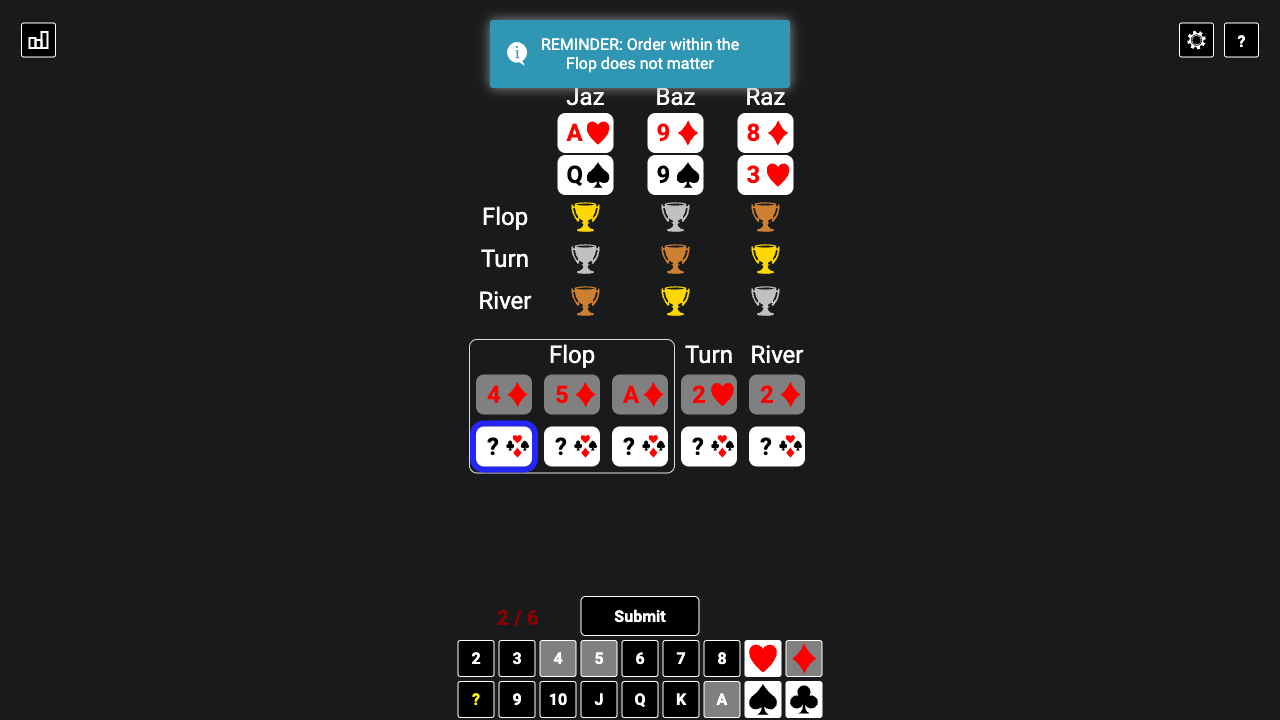 REMINDER: Order within the
Flop does not matter
?
Jaz Baz Raz
A 9 8
Q 9 3
Flop
Turn
River
Flop Turn River
4 5 A 2 2
? ? ? ? ?
2 / 6 Submit
2 3 4 5 6 7 8
? 9 10 J Q K A